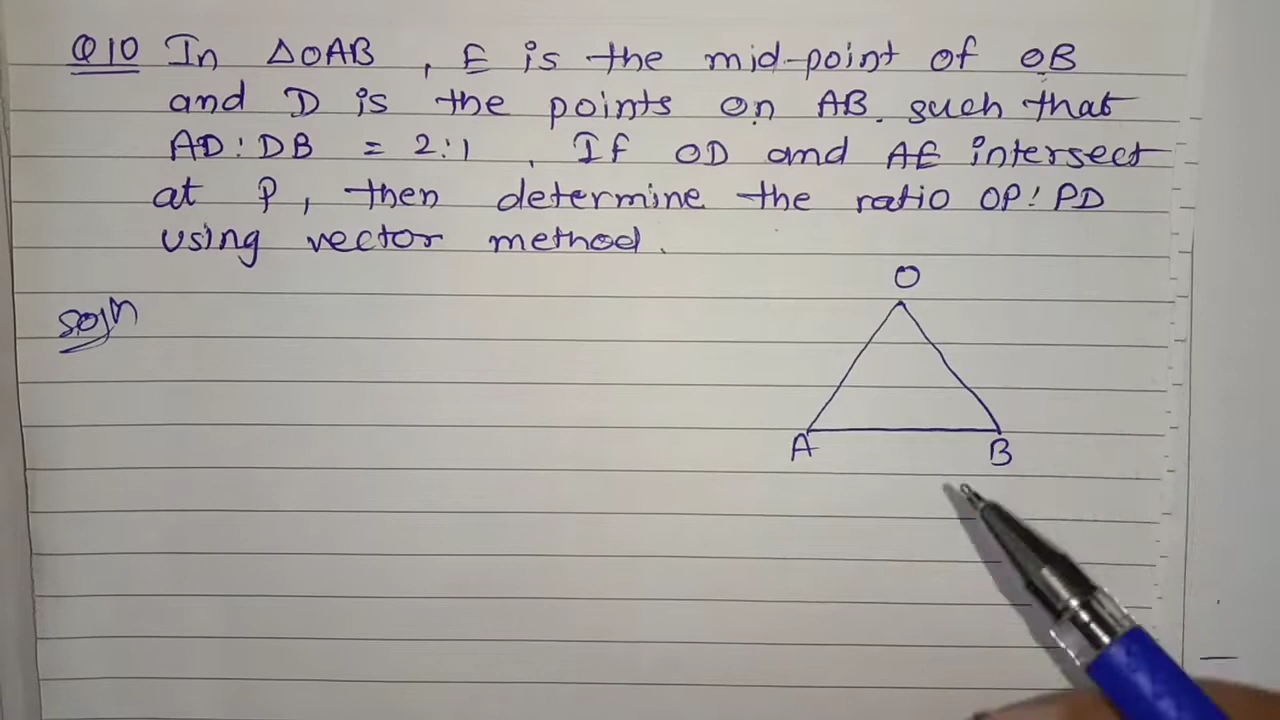 Q10 In △OAB, E is the mid-point of OB
and D is the points on AB such that
AD:DB = 2:1. If OD and AE intersect
at P, then determine the ratio OP:PD
using vector method.
O
Soln
A B